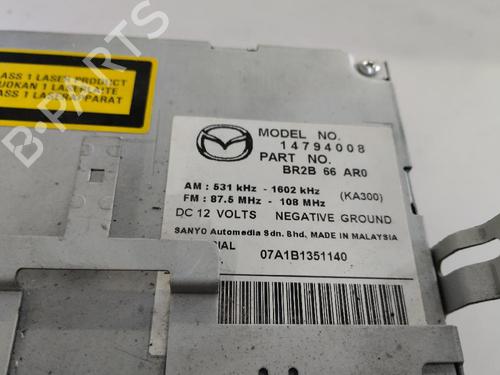 ASS 1 LASER PRODUCT
UOKAN 1 LASERLAITE
ASS 1 LASERAPPARAT
B-PARTS
MODEL NO.
14794008
PART NO.
BR2B 66 AR0
AM : 531 kHz - 1602 kHz
(KA300)
FM : 87.5 MHz - 108 MHz
DC 12 VOLTS NEGATIVE GROUND
SANYO Automedia Sdn. Bhd. MADE IN MALAYSIA
IAL
07A1B1351140